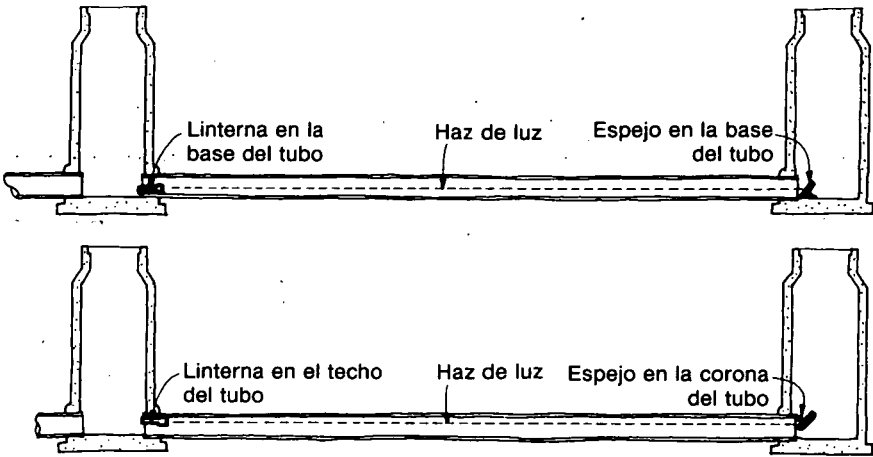 Linterna en la
base del tubo
Haz de luz
Espejo en la base
del tubo
Linterna en el techo
del tubo
Haz de luz
Espejo en la corona
del tubo